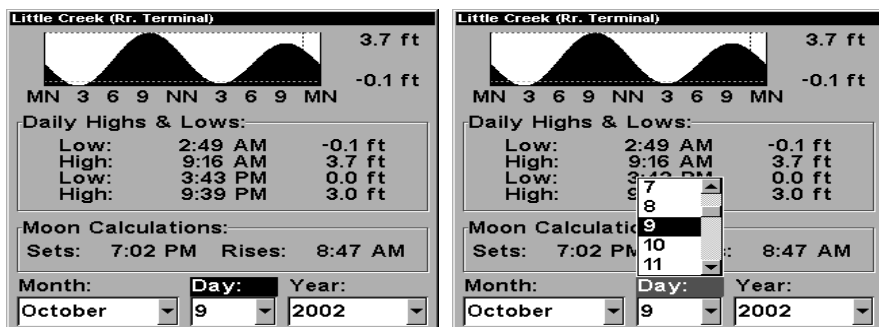 Little Creek (Rr. Terminal)
3.7 ft
-0.1 ft
MN 3 6 9 NN 3 6 9 MN
Daily Highs & Lows:
Low: 2:49 AM -0.1 ft
High: 9:16 AM 3.7 ft
Low: 3:43 PM 0.0 ft
High: 9:39 PM 3.0 ft
Moon Calculations:
Sets: 7:02 PM Rises: 8:47 AM
Month: Day: Year:
October 9 2002
Little Creek (Rr. Terminal)
3.7 ft
-0.1 ft
MN 3 6 9 NN 3 6 9 MN
Daily Highs & Lows:
Low: 2:49 AM -0.1 ft
High: 9:16 AM 3.7 ft
Low: 3:43 PM 0.0 ft
High: 9 3.0 ft
7
8
9
10
11
Moon Calculatio
Sets: 7:02 PM : 8:47 AM
Month: Day: Year:
October 9 2002